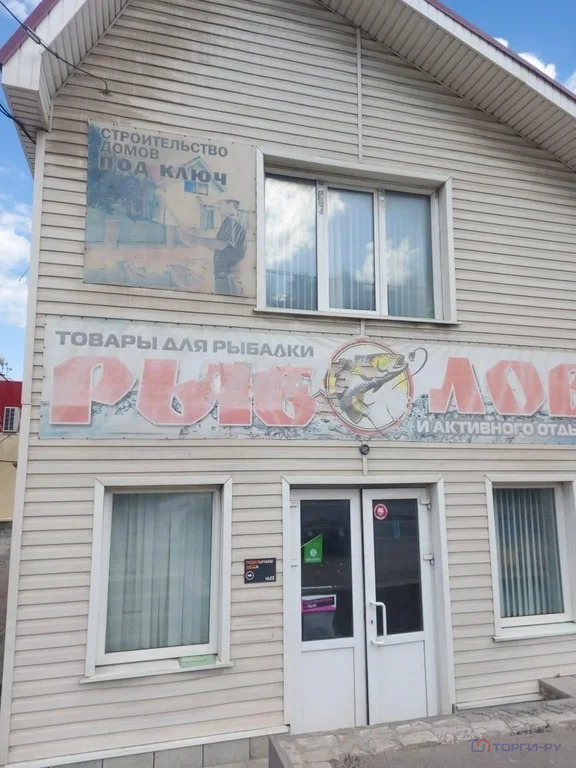 СТРОИТЕЛЬСТВО
ДОМОВ
ПОД КЛЮЧ
ТОВАРЫ ДЛЯ РЫБАЛКИ
РЫБОЛОВ
И АКТИВНОГО ОТДЫ
ТОРГИ-РУ